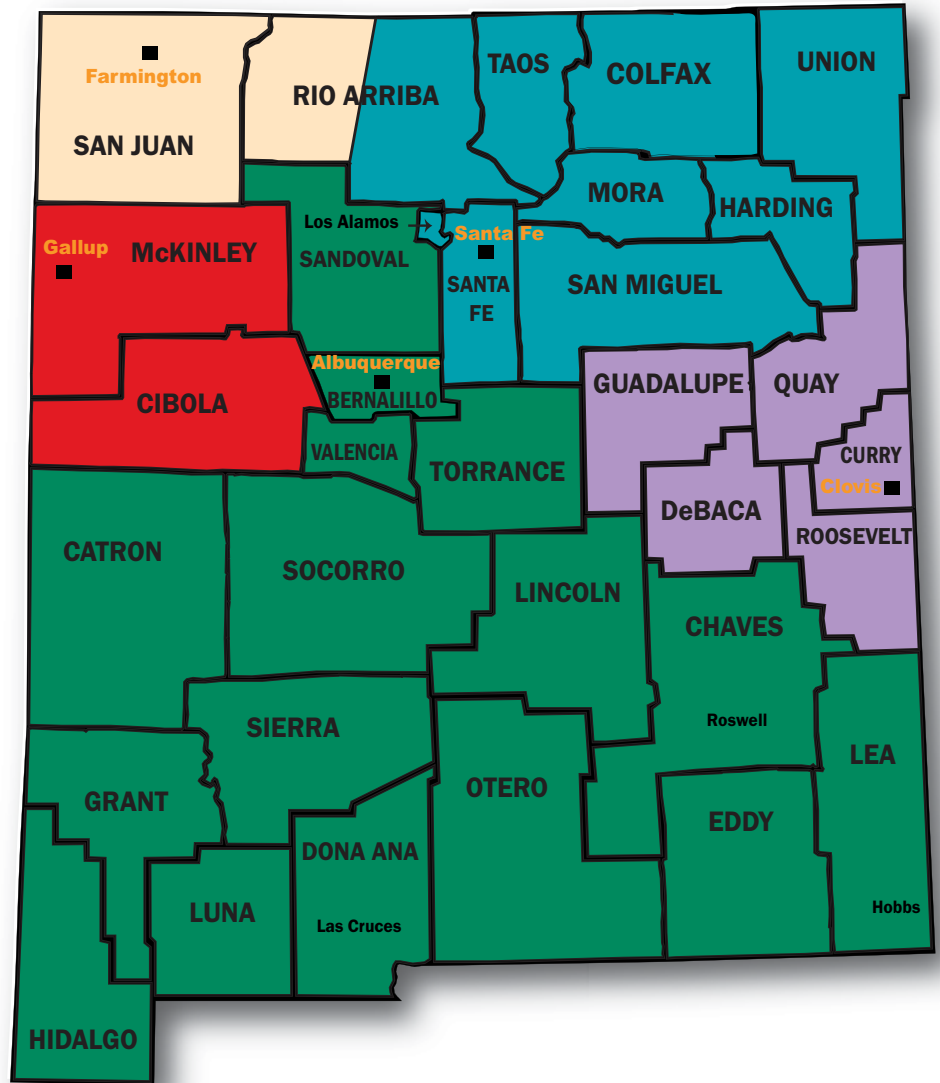 TAOS
COLFAX
UNION
Farmington
RIO ARRIBA
SAN JUAN
MORA
HARDING
Los Alamos
Santa Fe
Gallup
McKINLEY
SANDOVAL
SANTA
FE
SAN MIGUEL
Albuquerque
GUADALUPE
QUAY
CIBOLA
BERNALILLO
VALENCIA
TORRANCE
CURRY
Clovis
DeBACA
ROOSEVELT
CATRON
SOCORRO
LINCOLN
CHAVES
Roswell
SIERRA
LEA
GRANT
OTERO
EDDY
DONA ANA
LUNA
Las Cruces
Hobbs
HIDALGO